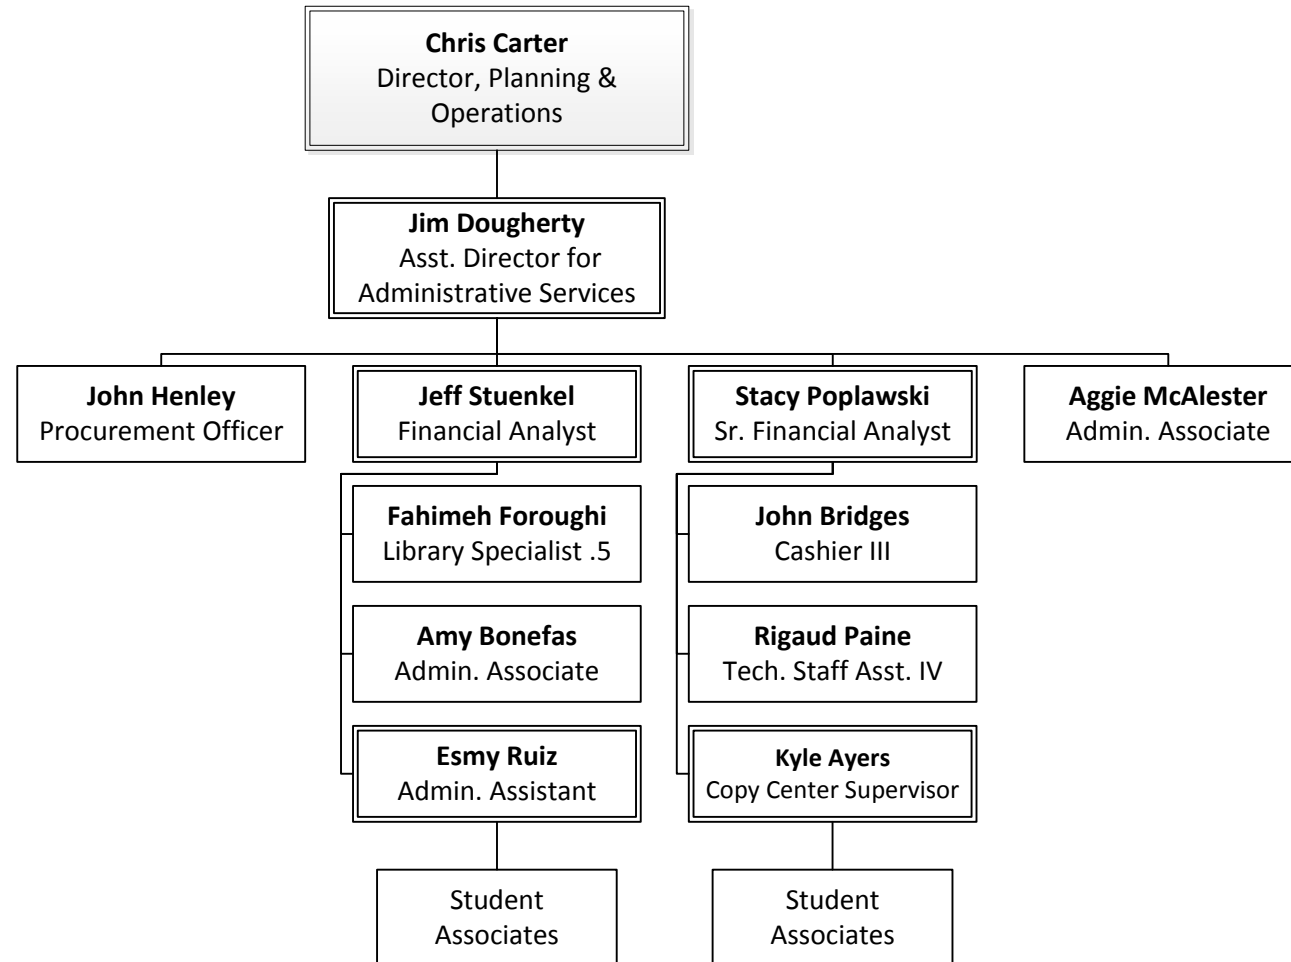 Chris Carter
Director, Planning &
Operations
Jim Dougherty
Asst. Director for
Administrative Services
John Henley
Procurement Officer
Jeff Stuenkel
Financial Analyst
Stacy Poplawski
Sr. Financial Analyst
Aggie McAlester
Admin. Associate
Fahimeh Foroughi
Library Specialist .5
John Bridges
Cashier III
Amy Bonefas
Admin. Associate
Rigaud Paine
Tech. Staff Asst. IV
Esmy Ruiz
Admin. Assistant
Kyle Ayers
Copy Center Supervisor
Student
Associates
Student
Associates